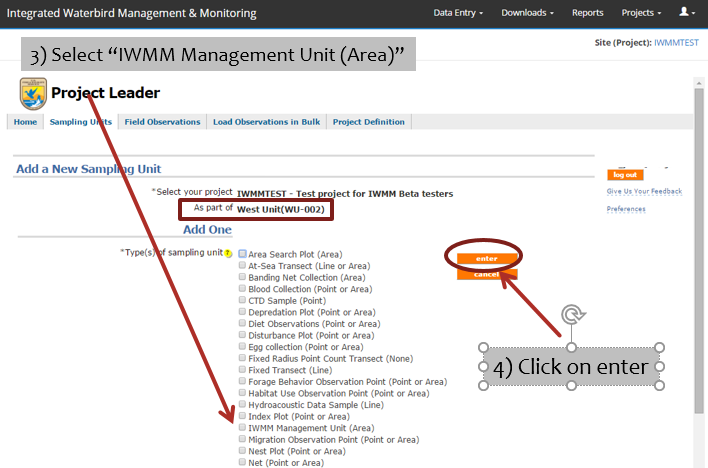 Integrated Waterbird Management & Monitoring
Data Entry Downloads Reports Projects
Site (Project): IWMMTEST
3) Select “IWMM Management Unit (Area)”
Project Leader
Home Sampling Units Field Observations Load Observations in Bulk Project Definition
Add a New Sampling Unit
log out
Give Us Your Feedback
Preferences
*Select your project IWMMTEST - Test project for IWMM Beta testers
As part of West Unit(WU-002)
Add One
*Type(s) of sampling unit ?
Area Search Plot (Area)
At-Sea Transect (Line or Area)
Banding Net Collection (Area)
Blood Collection (Point or Area)
CTD Sample (Point)
Depredation Plot (Point or Area)
Diet Observations (Point or Area)
Disturbance Plot (Point or Area)
Egg collection (Point or Area)
Fixed Radius Point Count Transect (None)
Fixed Transect (Line)
Forage Behavior Observation Point (Point or Area)
Habitat Use Observation Point (Point or Area)
Hydroacoustic Data Sample (Line)
Index Plot (Point or Area)
IWMM Management Unit (Area)
Migration Observation Point (Point or Area)
Nest Plot (Point or Area)
Net (Point or Area)
enter
cancel
4) Click on enter